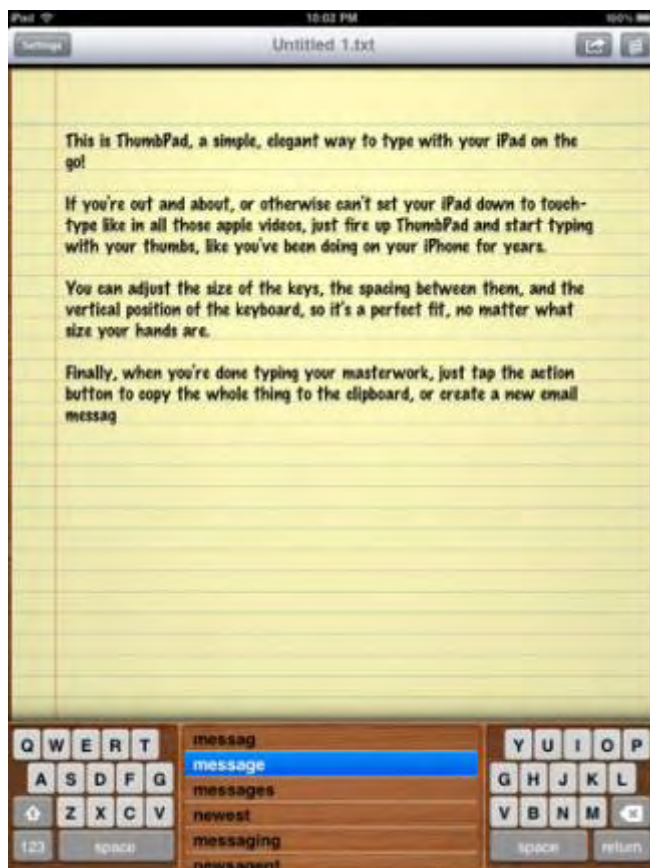 iPad 10:02 PM 100%
Settings Untitled 1.txt
This is ThumbPad, a simple, elegant way to type with your iPad on the
go!
If you're out and about, or otherwise can't set your iPad down to touch-
type like in all those apple videos, just fire up ThumbPad and start typing
with your thumbs, like you've been doing on your iPhone for years.
You can adjust the size of the keys, the spacing between them, and the
vertical position of the keyboard, so it's a perfect fit, no matter what
size your hands are.
Finally, when you're done typing your masterwork, just tap the action
button to copy the whole thing to the clipboard, or create a new email
messag
Q W E R T
A S D F G
Z X C V
123 space
messag
message
messages
newest
messaging
newsagent
Y U I O P
G H J K L
V B N M
space return